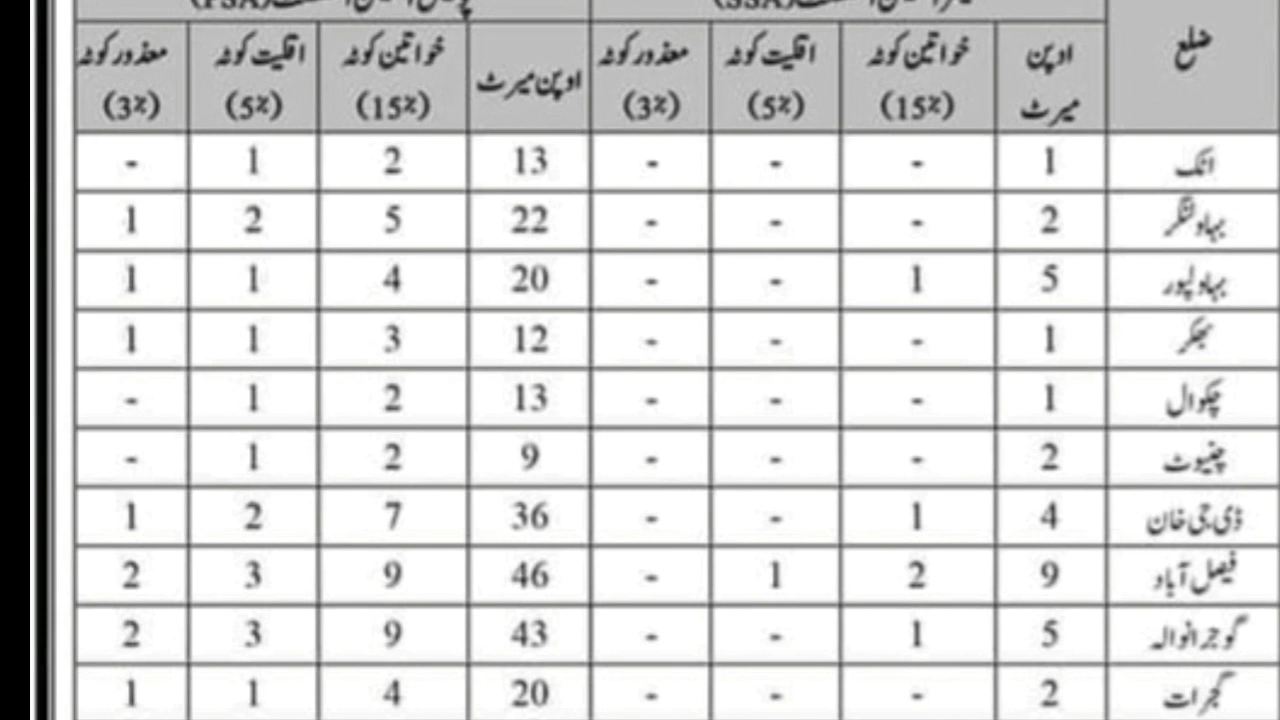 (SSA) (PSA)
ضلع اوپن میرٹ خواتین کوٹہ (15%) اقلیت کوٹہ (5%) معذور کوٹہ (3%) اوپن میرٹ خواتین کوٹہ (15%) اقلیت کوٹہ (5%) معذور کوٹہ (3%)
اٹک 1 - - - 13 2 1 -
بہاولنگر 2 - - - 22 5 2 1
بہاولپور 5 1 - - 20 4 1 1
بھکر 1 - - - 12 3 1 1
چکوال 1 - - - 13 2 1 -
چنیوٹ 2 - - - 9 2 1 -
ڈی جی خان 4 1 - - 36 7 2 1
فیصل آباد 9 2 1 - 46 9 3 2
گوجرانوالہ 5 1 - - 43 9 3 2
گجرات 2 - - - 20 4 1 1